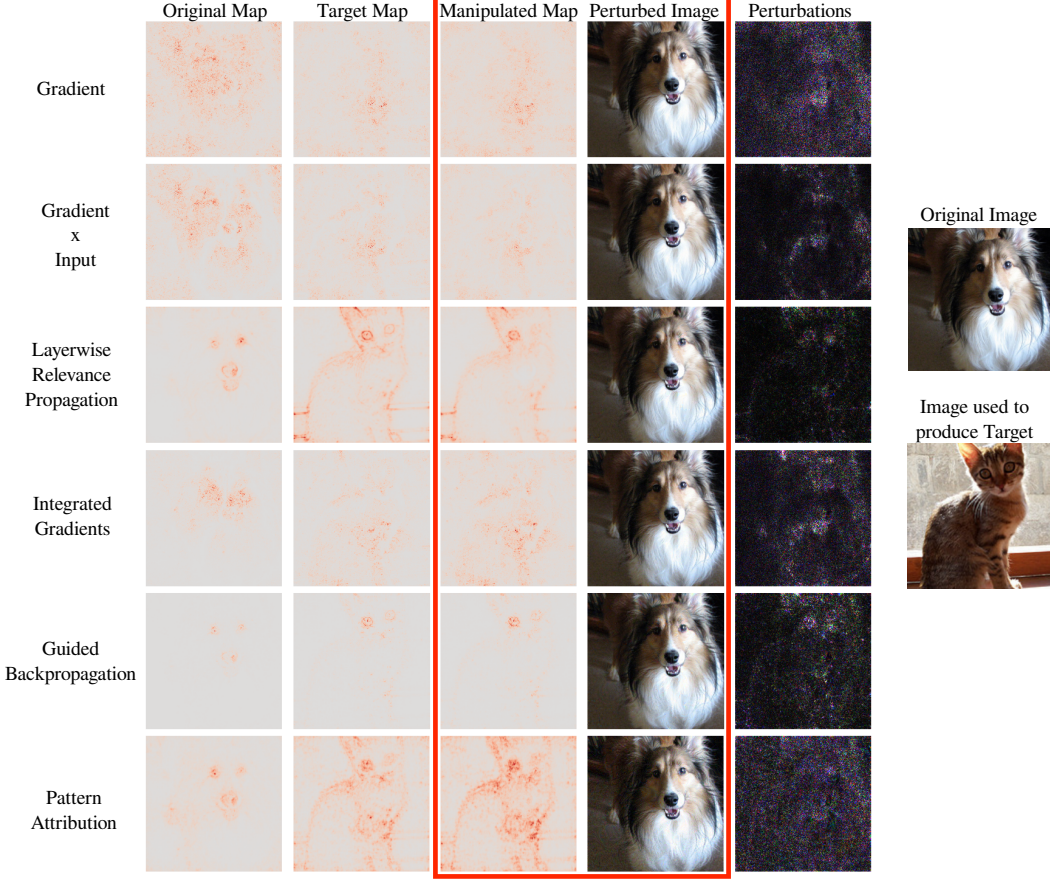 Original Map
Target Map
Manipulated Map
Perturbed Image
Perturbations
Gradient
Gradient
x
Input
Layerwise
Relevance
Propagation
Integrated
Gradients
Guided
Backpropagation
Pattern
Attribution
Original Image
Image used to
produce Target